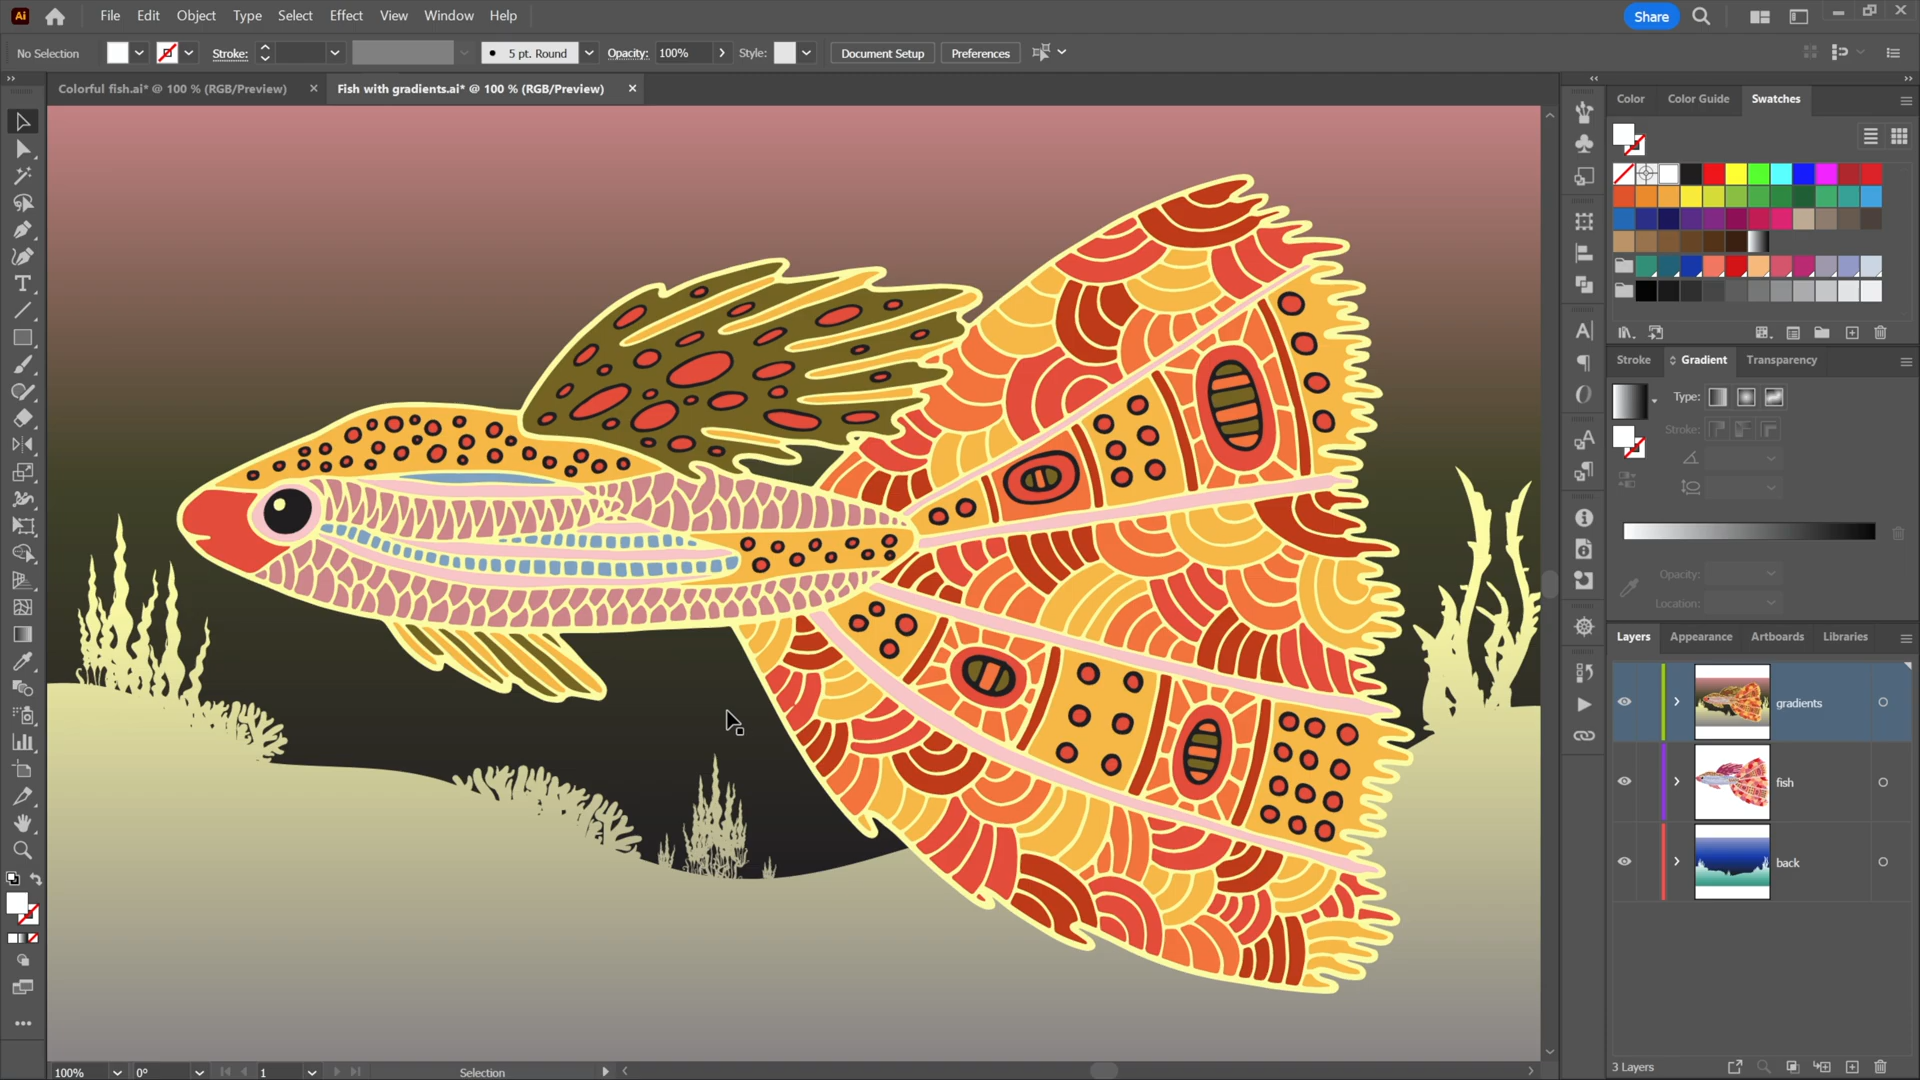 Ai File Edit Object Type Select Effect View Window Help Share
No Selection Stroke: 5 pt. Round Opacity: 100% Style: Document Setup Preferences
Colorful fish.ai* @ 100 % (RGB/Preview) Fish with gradients.ai* @ 100 % (RGB/Preview)
Color Color Guide Swatches
Stroke Gradient Transparency
Type:
Stroke:
Opacity:
Location:
Layers Appearance Artboards Libraries
gradients
fish
back
3 Layers
100% 0° 1 Selection